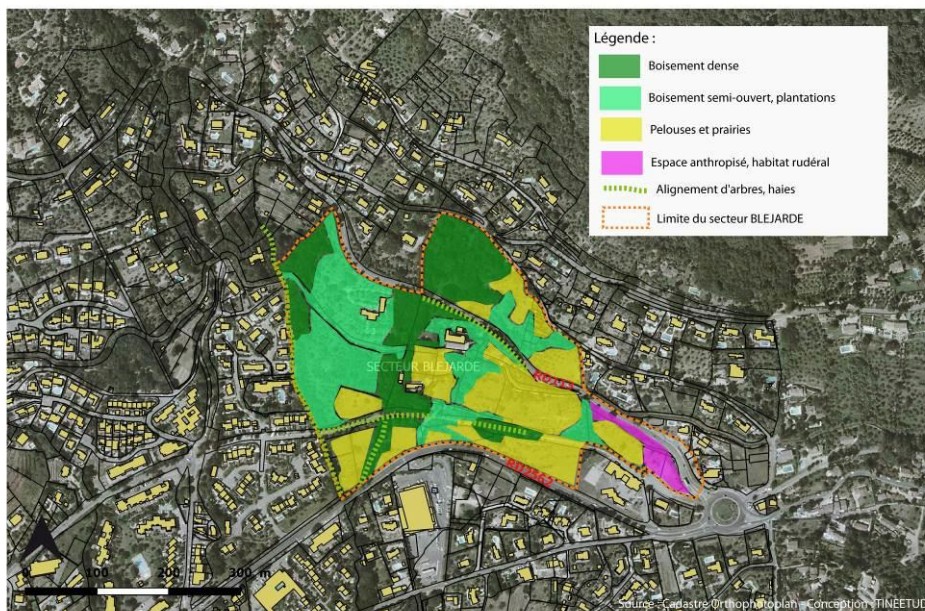 Légende :
Boisement dense
Boisement semi-ouvert, plantations
Pelouses et prairies
Espace anthropisé, habitat rudéral
Alignement d'arbres, haies
Limite du secteur BLEJARDE
SECTEUR BLEJARDE
0 100 200 300 m
Source : Cadastre Orthophotoplan - Conception : TINEETUDE